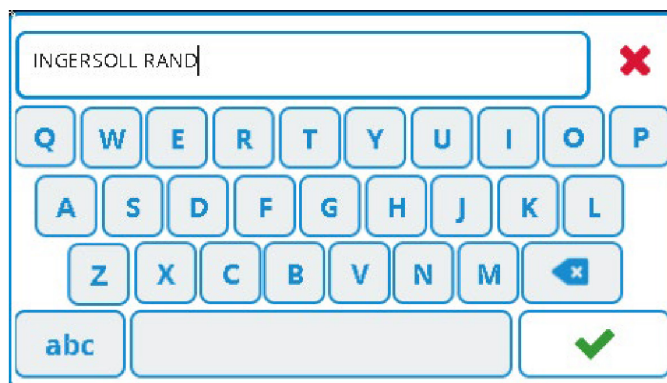 INGERSOLL RAND
Q W E R T Y U I O P
A S D F G H J K L
Z X C B V N M
abc